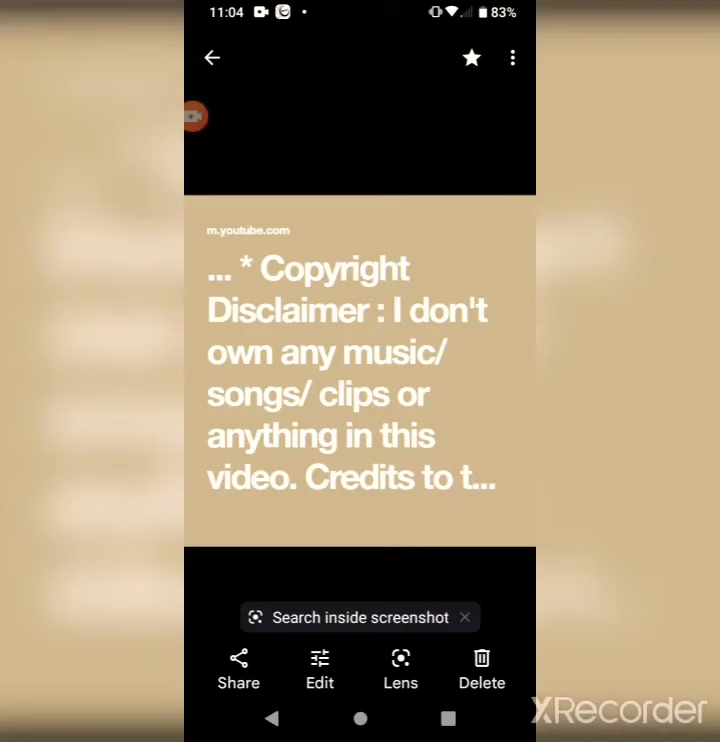 11:04
83%
m.youtube.com
... * Copyright
Disclaimer : I don't
own any music/
songs/ clips or
anything in this
video. Credits to t...
Search inside screenshot
Share Edit Lens Delete
XRecorder